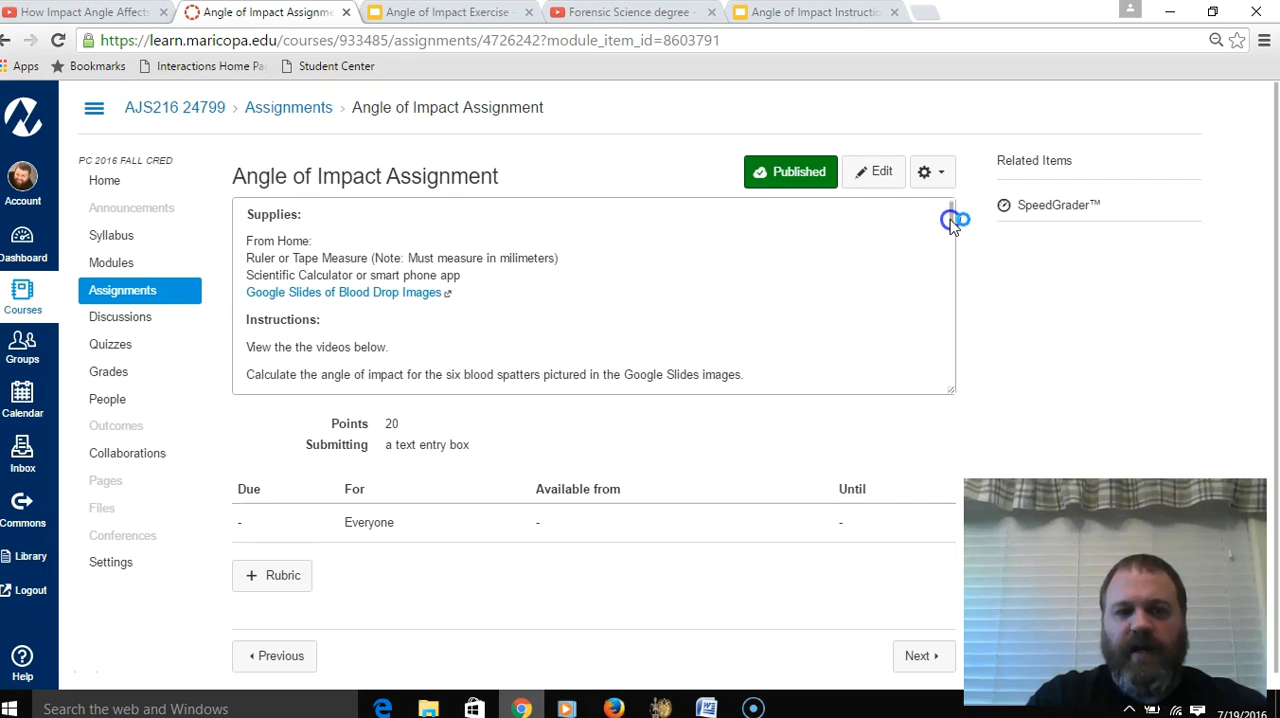 How Impact Angle Affects
Angle of Impact Assignme
Angle of Impact Exercise -
Forensic Science degree -
Angle of Impact Instructio
https://learn.maricopa.edu/courses/933485/assignments/4726242?module_item_id=8603791
Apps
Bookmarks
Interactions Home Pa
Student Center
AJS216 24799 › Assignments › Angle of Impact Assignment
Account
Dashboard
Courses
Groups
Calendar
Inbox
Commons
Library
Logout
Help
PC 2016 FALL CRED
Home
Announcements
Syllabus
Modules
Assignments
Discussions
Quizzes
Grades
People
Outcomes
Collaborations
Pages
Files
Conferences
Settings
Angle of Impact Assignment
Published
Edit
Supplies:
From Home:
Ruler or Tape Measure (Note: Must measure in milimeters)
Scientific Calculator or smart phone app
Google Slides of Blood Drop Images
Instructions:
View the the videos below.
Calculate the angle of impact for the six blood spatters pictured in the Google Slides images.
Points 20
Submitting a text entry box
Due For Available from Until
- Everyone - -
+ Rubric
Previous
Next
Related Items
SpeedGrader™
Search the web and Windows
7/19/2016